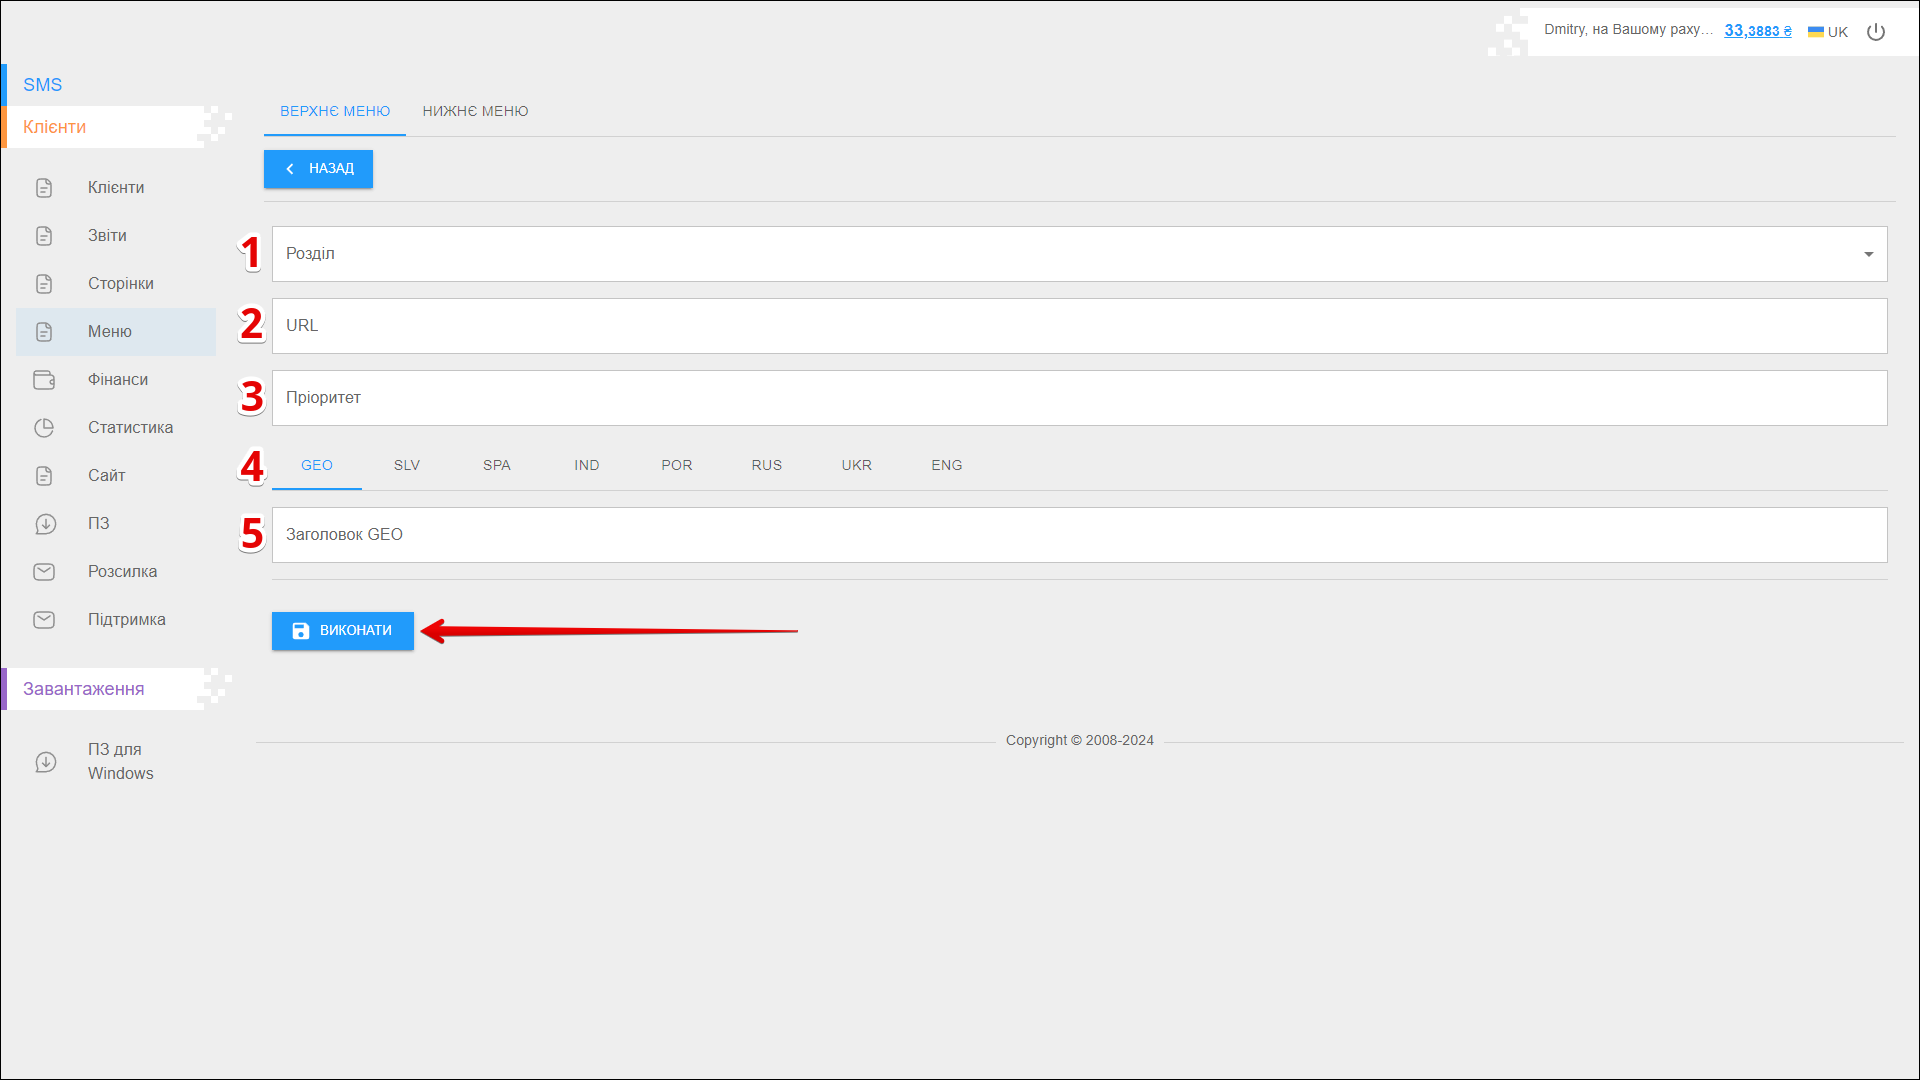 Dmitry, на Вашому раху... 33,3883 ₴ UK
SMS
Клієнти
Клієнти
Звіти
Сторінки
Меню
Фінанси
Статистика
Сайт
ПЗ
Розсилка
Підтримка
Завантаження
ПЗ для
Windows
ВЕРХНЄ МЕНЮ НИЖНЄ МЕНЮ
НАЗАД
1 Розділ
2 URL
3 Пріоритет
4 GEO SLV SPA IND POR RUS UKR ENG
5 Заголовок GEO
ВИКОНАТИ
Copyright © 2008-2024